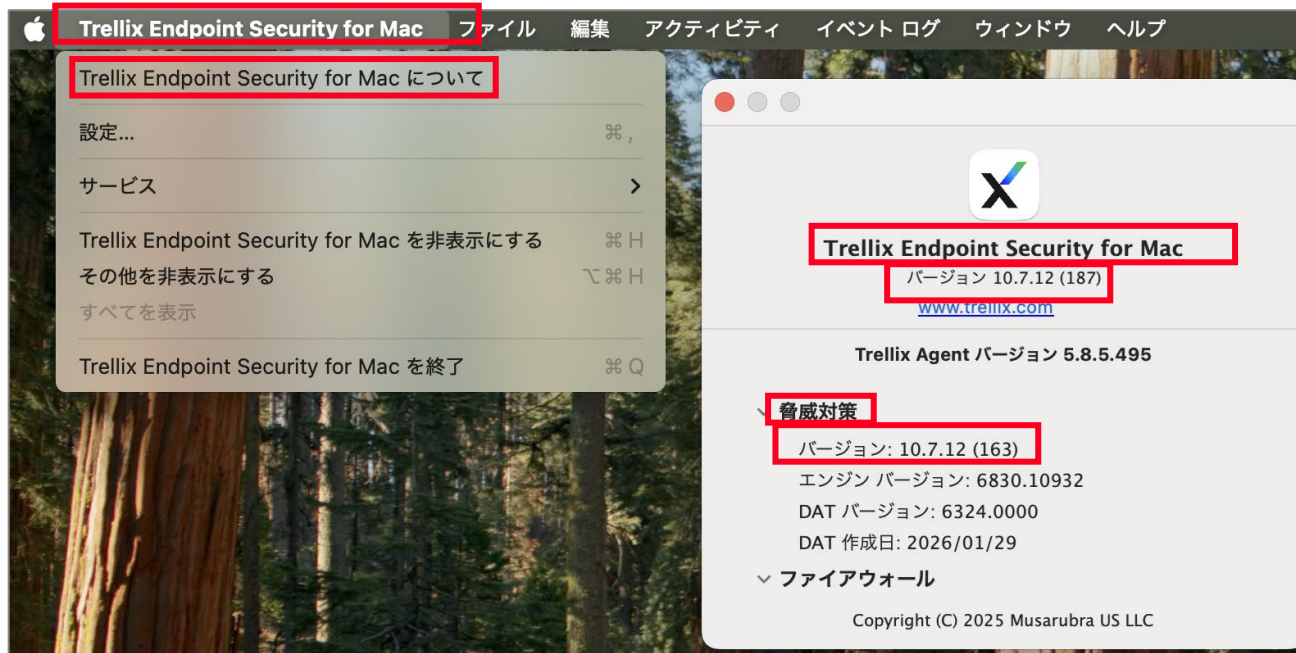 Trellix Endpoint Security for Mac ファイル 編集 アクティビティ イベント ログ ウィンドウ ヘルプ
Trellix Endpoint Security for Mac について
設定... ⌘ ,
サービス
Trellix Endpoint Security for Mac を非表示にする ⌘ H
その他を非表示にする ⌥ ⌘ H
すべてを表示
Trellix Endpoint Security for Mac を終了 ⌘ Q
Trellix Endpoint Security for Mac
バージョン 10.7.12 (187)
www.trellix.com
Trellix Agent バージョン 5.8.5.495
脅威対策
バージョン: 10.7.12 (163)
エンジン バージョン: 6830.10932
DAT バージョン: 6324.0000
DAT 作成日: 2026/01/29
ファイアウォール
Copyright (C) 2025 Musarubra US LLC